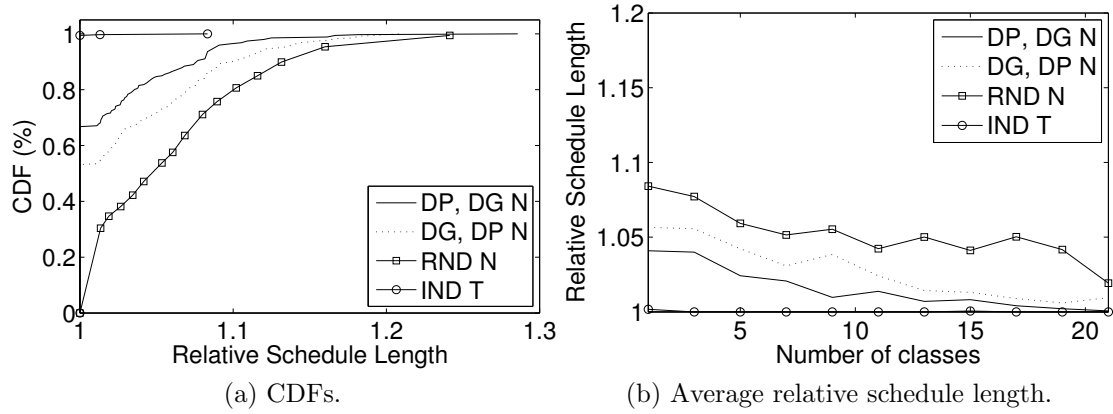 CDF (%)
1
0.8
0.6
0.4
0.2
0
1
1.1
1.2
1.3
Relative Schedule Length
DP, DG N
DG, DP N
RND N
IND T
(a) CDFs.
Relative Schedule Length
1.2
1.15
1.1
1.05
1
5
10
15
20
Number of classes
DP, DG N
DG, DP N
RND N
IND T
(b) Average relative schedule length.